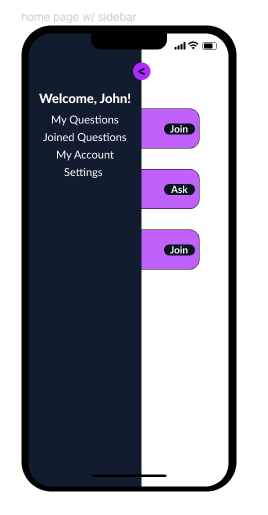 home page w/ sidebar
<
Welcome, John!
My Questions
Joined Questions
My Account
Settings
Join
Ask
Join